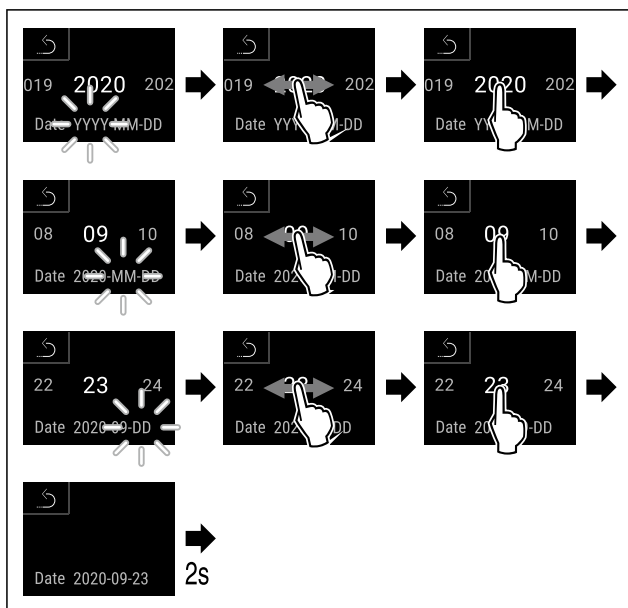 019 2020 202
Date YYYY-MM-DD
019 202
Date YYY M-DD
019 2020 202
Date YY M-DD
08 09 10
Date 2020-MM-DD
08 10
Date 202 -DD
08 09 10
Date 20 M-DD
22 23 24
Date 2020-09-DD
22 24
Date 202 DD
22 23 24
Date 20 -DD
Date 2020-09-23
2s